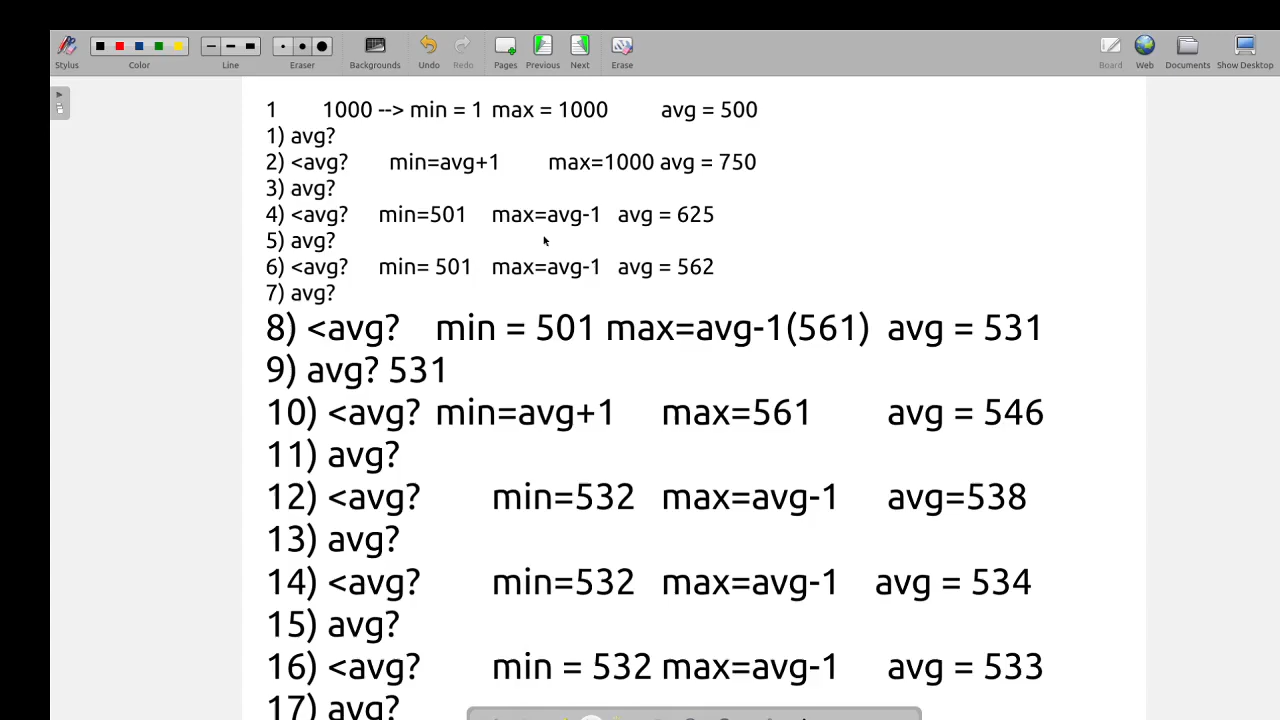 Stylus Color Line Eraser Backgrounds Undo Redo Pages Previous Next Erase Board Web Documents Show Desktop
1 1000 --> min = 1 max = 1000 avg = 500
1) avg?
2) <avg? min=avg+1 max=1000 avg = 750
3) avg?
4) <avg? min=501 max=avg-1 avg = 625
5) avg?
6) <avg? min= 501 max=avg-1 avg = 562
7) avg?
8) <avg? min = 501 max=avg-1(561) avg = 531
9) avg? 531
10) <avg? min=avg+1 max=561 avg = 546
11) avg?
12) <avg? min=532 max=avg-1 avg=538
13) avg?
14) <avg? min=532 max=avg-1 avg = 534
15) avg?
16) <avg? min = 532 max=avg-1 avg = 533
17) avg?